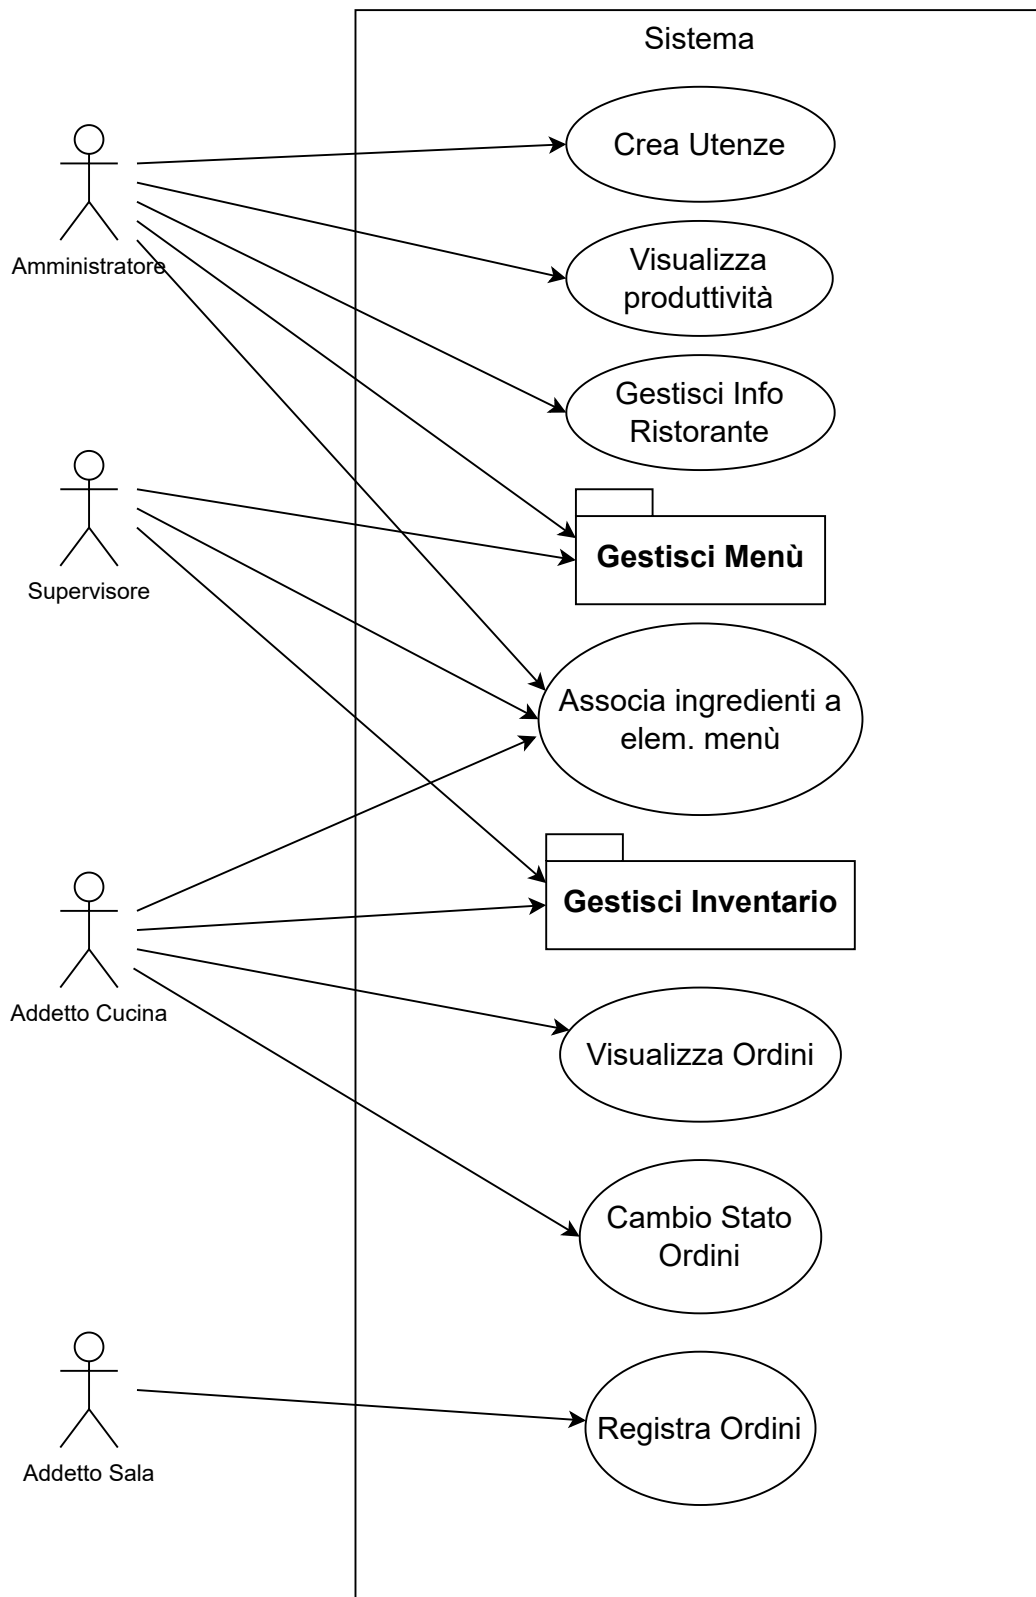 Sistema
Crea Utenze
Amministratore
Visualizza
produttività
Gestisci Info
Ristorante
Supervisore
Gestisci Menù
Associa ingredienti a
elem. menù
Gestisci Inventario
Addetto Cucina
Visualizza Ordini
Cambio Stato
Ordini
Registra Ordini
Addetto Sala